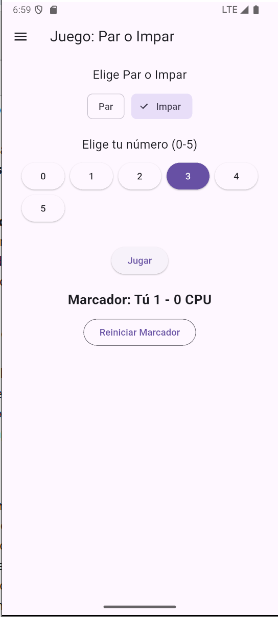 6:59 LTE
Juego: Par o Impar
Elige Par o Impar
Par Impar
Elige tu número (0-5)
0 1 2 3 4
5
Jugar
Marcador: Tú 1 - 0 CPU
Reiniciar Marcador